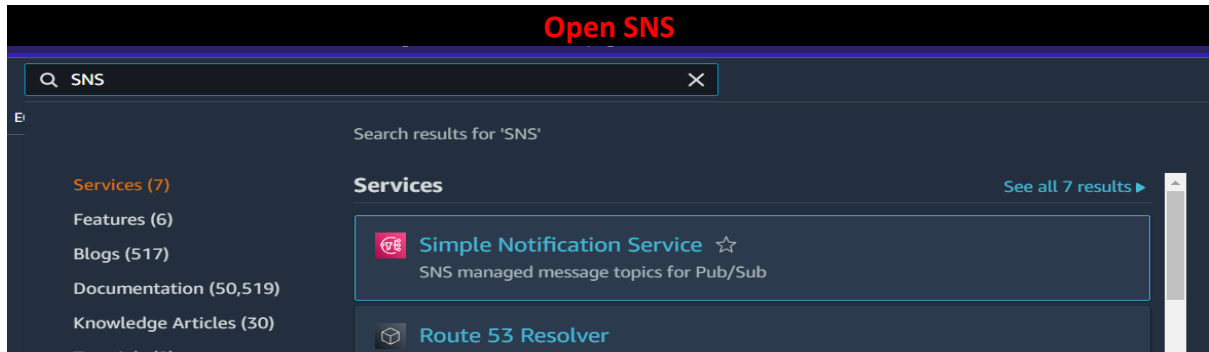 Open SNS
SNS
Search results for 'SNS'
Services (7)
Features (6)
Blogs (517)
Documentation (50,519)
Knowledge Articles (30)
Services
See all 7 results
Simple Notification Service
SNS managed message topics for Pub/Sub
Route 53 Resolver